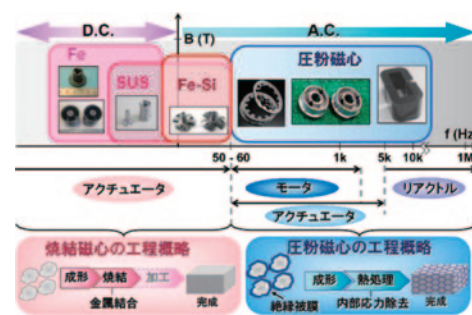 D.C.
A.C.
B (T)
Fe
SUS
Fe-Si
圧粉磁心
f (Hz)
50 - 60
1k
5k
10k
1M
アクチュエータ
モータ
リアクトル
アクチュエータ
焼結磁心の工程概略
成形
焼結
加工
金属結合
完成
圧粉磁心の工程概略
成形
熱処理
絶縁被膜
内部応力除去
完成